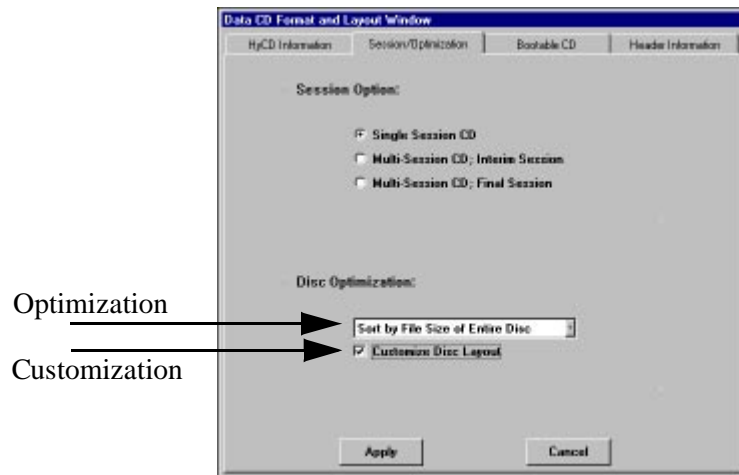 Data CD Format and Layout Window
HyCD Information
Session/Optimization
Bootable CD
Header Information
Session Option:
Single Session CD
Multi-Session CD; Interim Session
Multi-Session CD; Final Session
Disc Optimization:
Optimization
Sort by File Size of Entire Disc
Customize Disc Layout
Customization
Apply
Cancel